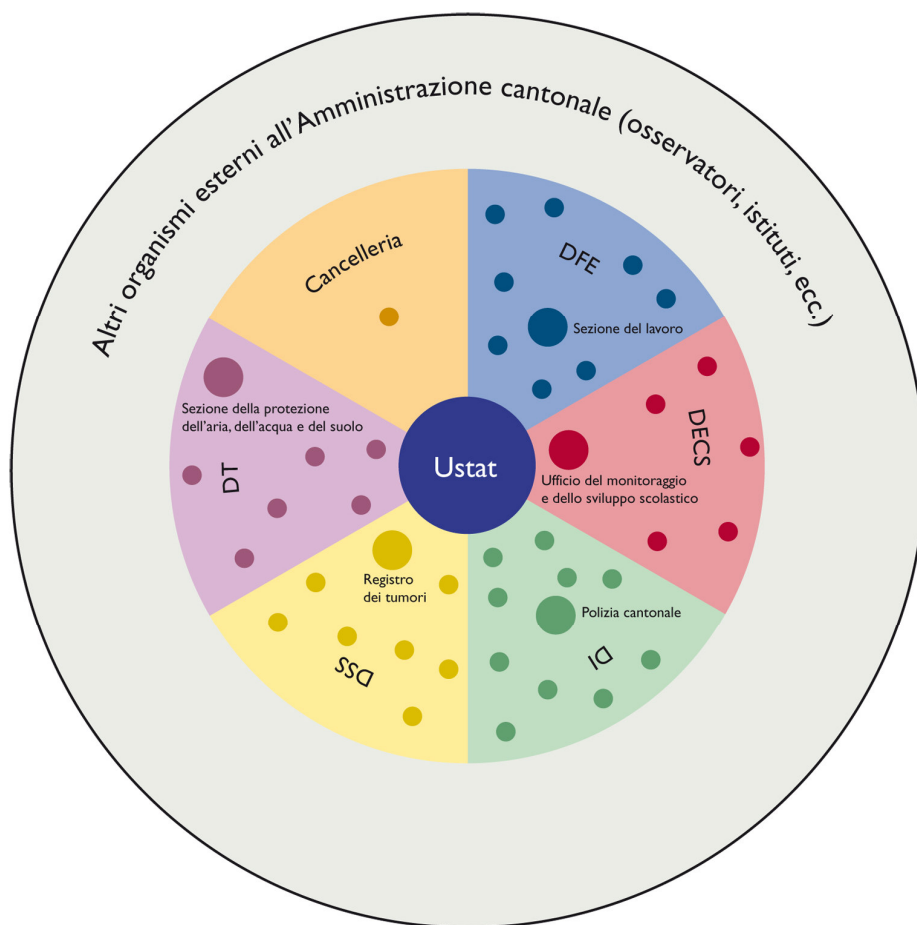 Altri organismi esterni all'Amministrazione cantonale (osservatori, istituti, ecc.)
Cancelleria
DFE
Sezione del lavoro
DECS
Ufficio del monitoraggio
e dello sviluppo scolastico
Ustat
Sezione della protezione
dell'aria, dell'acqua e del suolo
DT
Registro
dei tumori
DSS
Polizia cantonale
DI